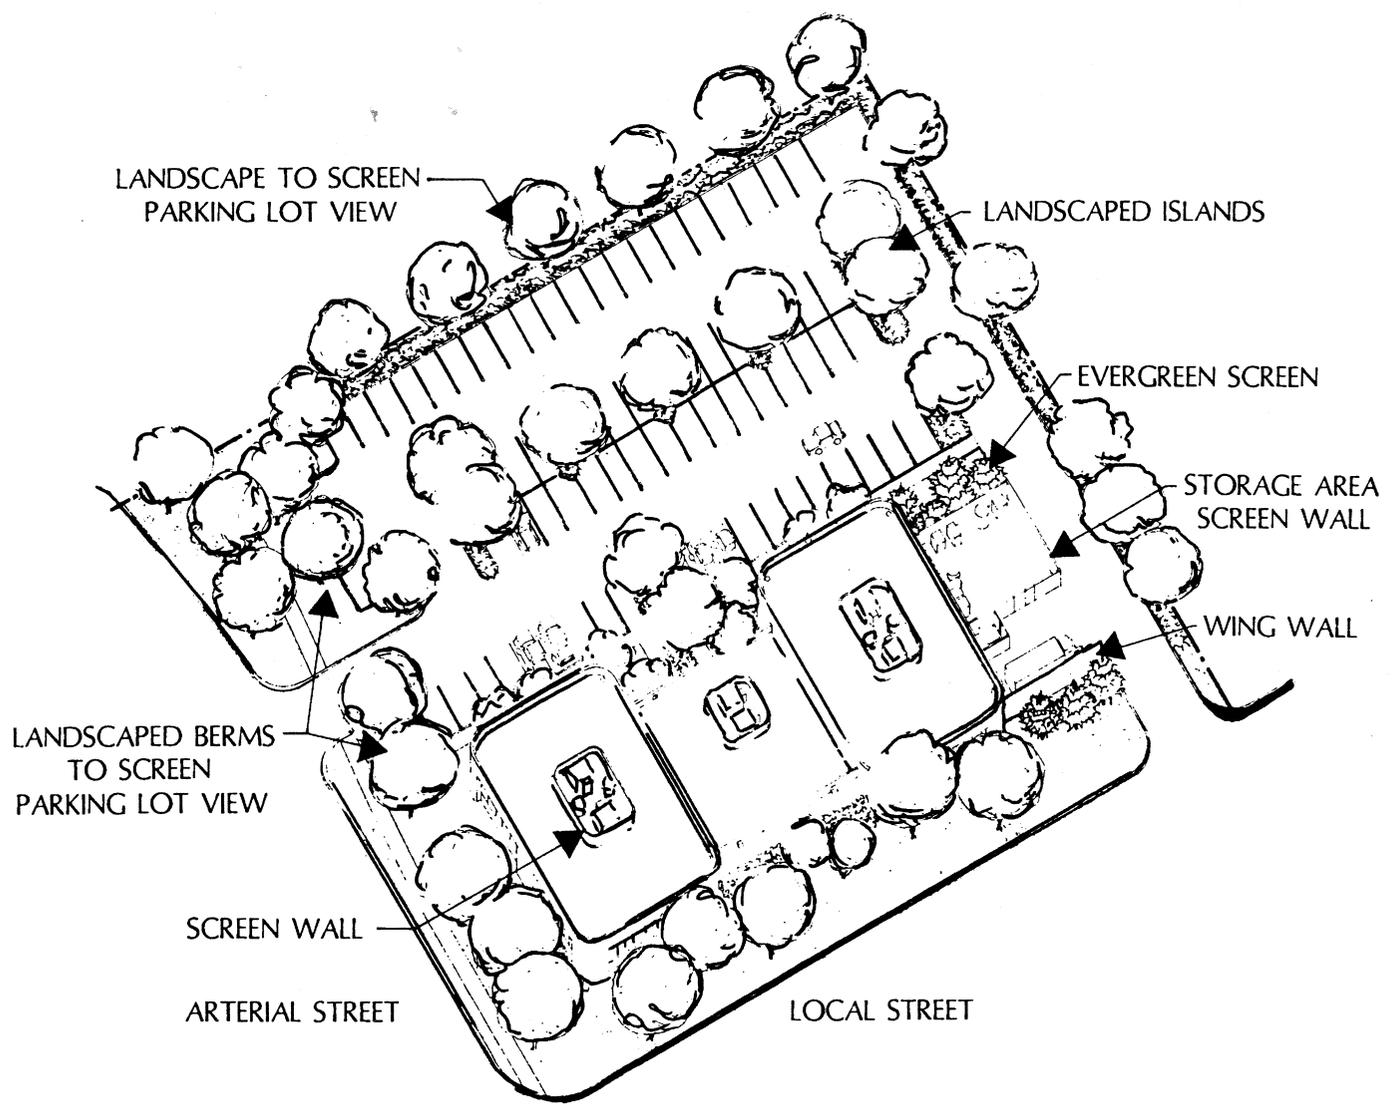 LANDSCAPE TO SCREEN
PARKING LOT VIEW
LANDSCAPED ISLANDS
EVERGREEN SCREEN
STORAGE AREA
SCREEN WALL
WING WALL
LANDSCAPED BERMS
TO SCREEN
PARKING LOT VIEW
SCREEN WALL
ARTERIAL STREET
LOCAL STREET